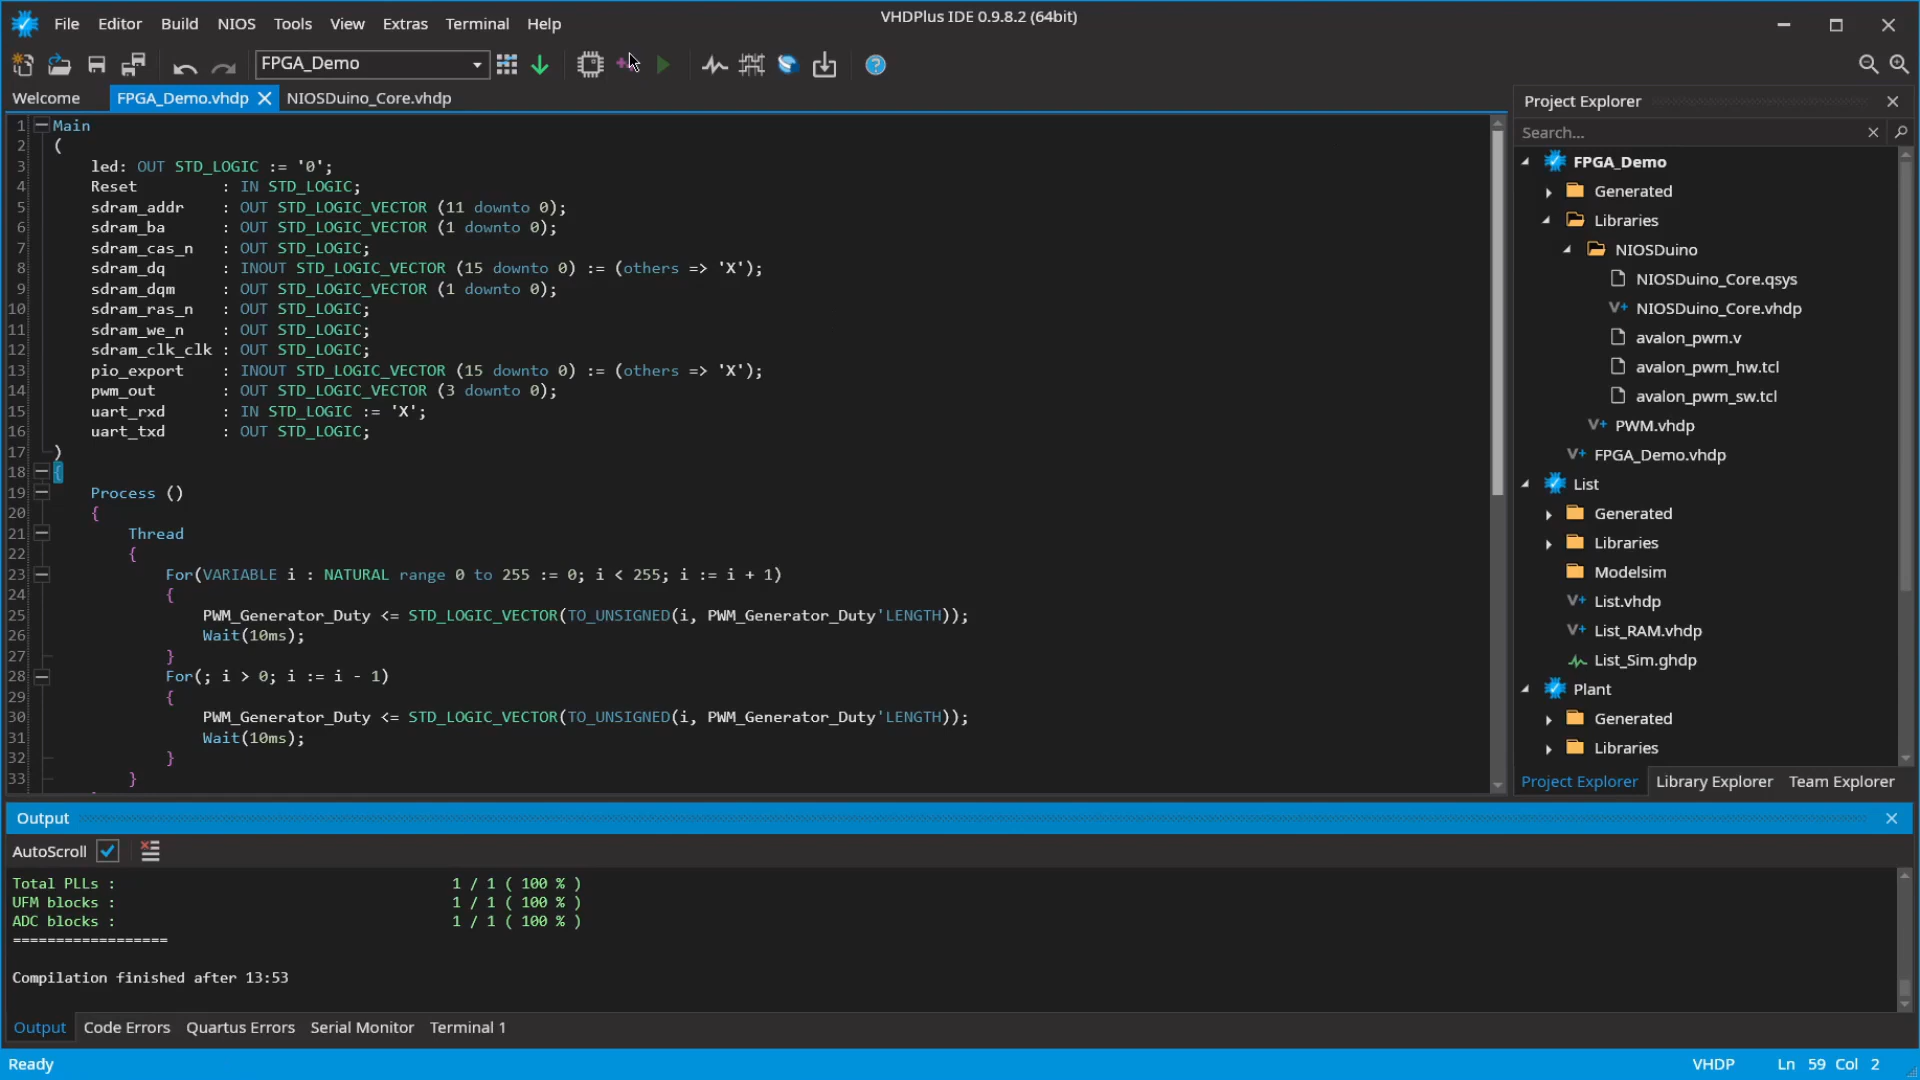 File Editor Build NIOS Tools View Extras Terminal Help
VHDPlus IDE 0.9.8.2 (64bit)
FPGA_Demo
Welcome FPGA_Demo.vhdp NIOSDuino_Core.vhdp
1 Main
2 (
3 led: OUT STD_LOGIC := '0';
4 Reset : IN STD_LOGIC;
5 sdram_addr : OUT STD_LOGIC_VECTOR (11 downto 0);
6 sdram_ba : OUT STD_LOGIC_VECTOR (1 downto 0);
7 sdram_cas_n : OUT STD_LOGIC;
8 sdram_dq : INOUT STD_LOGIC_VECTOR (15 downto 0) := (others => 'X');
9 sdram_dqm : OUT STD_LOGIC_VECTOR (1 downto 0);
10 sdram_ras_n : OUT STD_LOGIC;
11 sdram_we_n : OUT STD_LOGIC;
12 sdram_clk_clk : OUT STD_LOGIC;
13 pio_export : INOUT STD_LOGIC_VECTOR (15 downto 0) := (others => 'X');
14 pwm_out : OUT STD_LOGIC_VECTOR (3 downto 0);
15 uart_rxd : IN STD_LOGIC := 'X';
16 uart_txd : OUT STD_LOGIC;
17 )
18 {
19 Process ()
20 {
21 Thread
22 {
23 For(VARIABLE i : NATURAL range 0 to 255 := 0; i < 255; i := i + 1)
24 {
25 PWM_Generator_Duty <= STD_LOGIC_VECTOR(TO_UNSIGNED(i, PWM_Generator_Duty'LENGTH));
26 Wait(10ms);
27 }
28 For(; i > 0; i := i - 1)
29 {
30 PWM_Generator_Duty <= STD_LOGIC_VECTOR(TO_UNSIGNED(i, PWM_Generator_Duty'LENGTH));
31 Wait(10ms);
32 }
33 }
Project Explorer
Search...
FPGA_Demo
Generated
Libraries
NIOSDuino
NIOSDuino_Core.qsys
V+ NIOSDuino_Core.vhdp
avalon_pwm.v
avalon_pwm_hw.tcl
avalon_pwm_sw.tcl
V+ PWM.vhdp
V+ FPGA_Demo.vhdp
List
Generated
Libraries
Modelsim
V+ List.vhdp
V+ List_RAM.vhdp
List_Sim.ghdp
Plant
Generated
Libraries
Project Explorer Library Explorer Team Explorer
Output
AutoScroll
Total PLLs : 1 / 1 ( 100 % )
UFM blocks : 1 / 1 ( 100 % )
ADC blocks : 1 / 1 ( 100 % )
==================
Compilation finished after 13:53
Output Code Errors Quartus Errors Serial Monitor Terminal 1
Ready VHDP Ln 59 Col 2